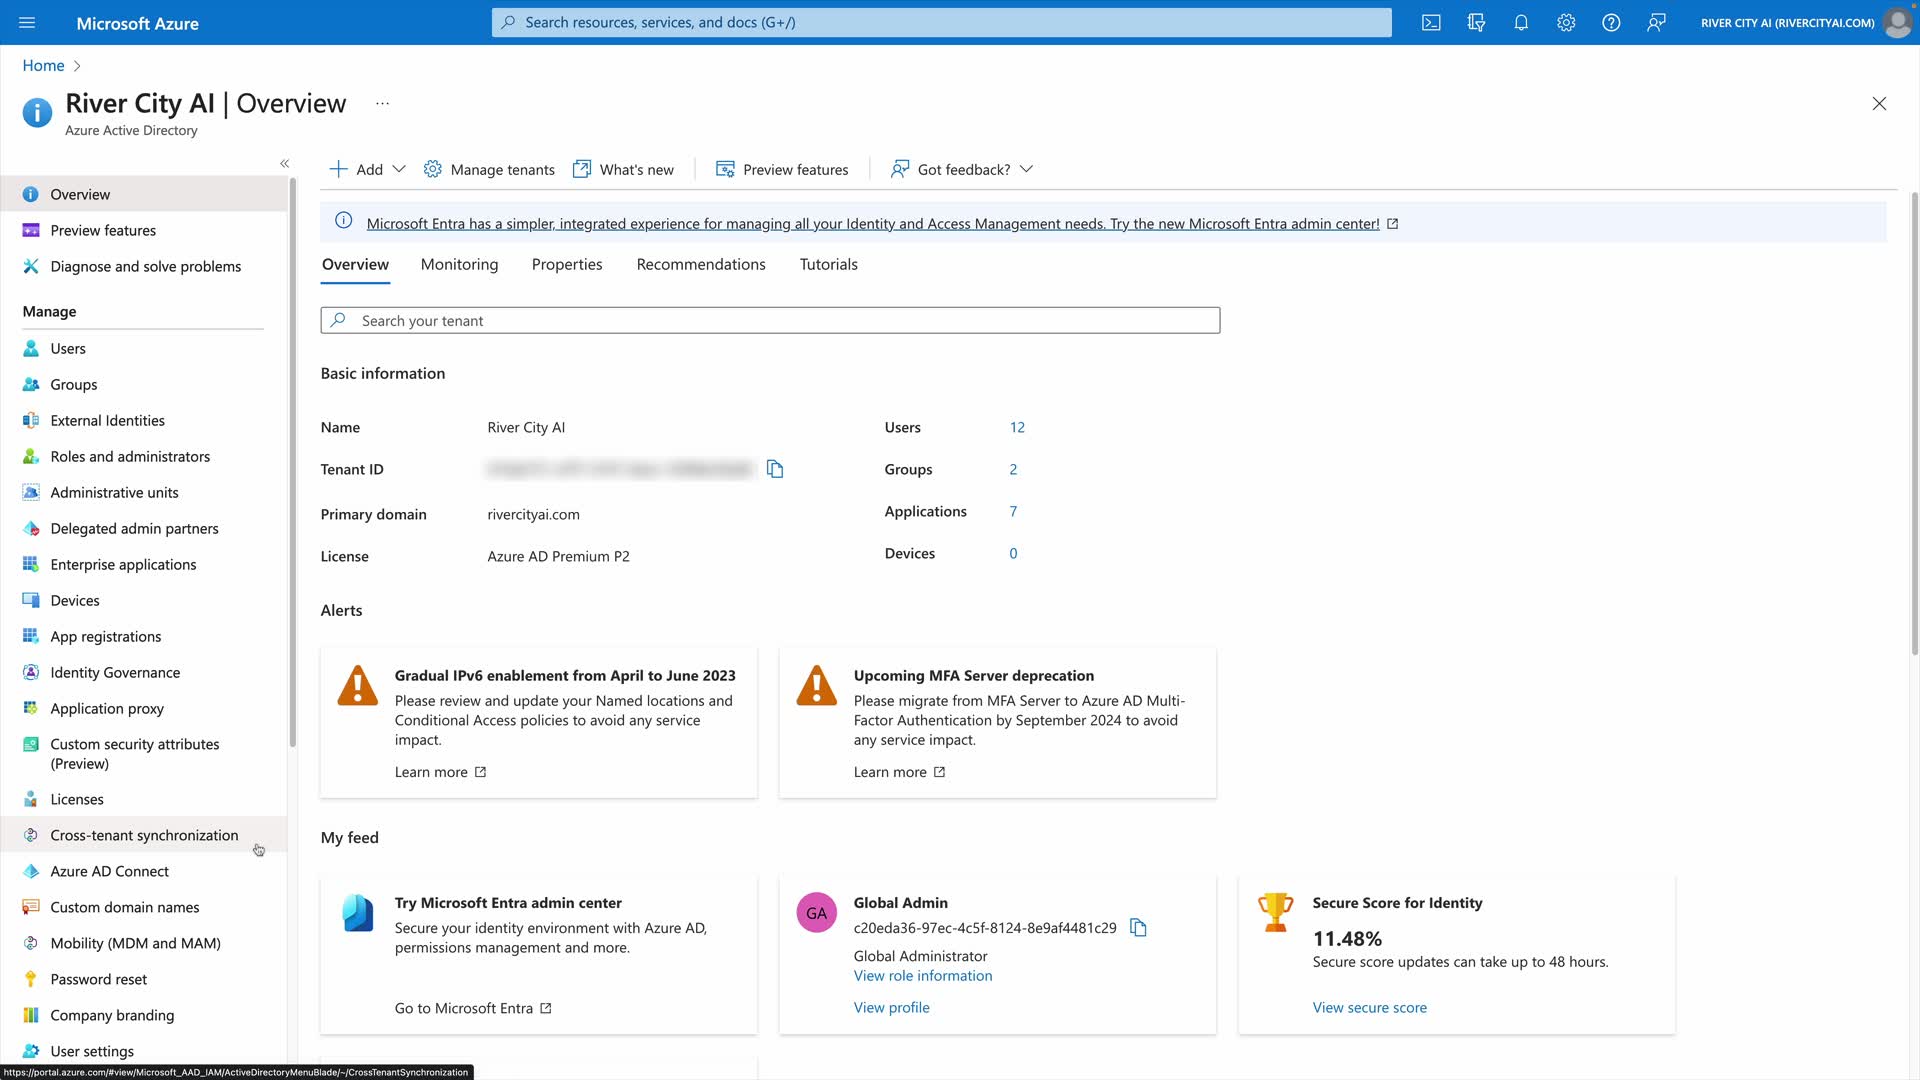 Microsoft Azure
Search resources, services, and docs (G+/)
RIVER CITY AI (RIVERCITYAI.COM)
Home
River City AI | Overview
...
Azure Active Directory
«
Overview
Preview features
Diagnose and solve problems
Manage
Users
Groups
External Identities
Roles and administrators
Administrative units
Delegated admin partners
Enterprise applications
Devices
App registrations
Identity Governance
Application proxy
Custom security attributes
(Preview)
Licenses
Cross-tenant synchronization
Azure AD Connect
Custom domain names
Mobility (MDM and MAM)
Password reset
Company branding
User settings
https://portal.azure.com/#view/Microsoft_AAD_IAM/ActiveDirectoryMenuBlade/~/CrossTenantSynchronization
Add
Manage tenants
What's new
Preview features
Got feedback?
Microsoft Entra has a simpler, integrated experience for managing all your Identity and Access Management needs. Try the new Microsoft Entra admin center!
Overview
Monitoring
Properties
Recommendations
Tutorials
Search your tenant
Basic information
Name River City AI
Tenant ID
Primary domain rivercityai.com
License Azure AD Premium P2
Users 12
Groups 2
Applications 7
Devices 0
Alerts
Gradual IPv6 enablement from April to June 2023
Please review and update your Named locations and
Conditional Access policies to avoid any service
impact.
Learn more
Upcoming MFA Server deprecation
Please migrate from MFA Server to Azure AD Multi-
Factor Authentication by September 2024 to avoid
any service impact.
Learn more
My feed
Try Microsoft Entra admin center
Secure your identity environment with Azure AD,
permissions management and more.
Go to Microsoft Entra
GA
Global Admin
c20eda36-97ec-4c5f-8124-8e9af4481c29
Global Administrator
View role information
View profile
Secure Score for Identity
11.48%
Secure score updates can take up to 48 hours.
View secure score